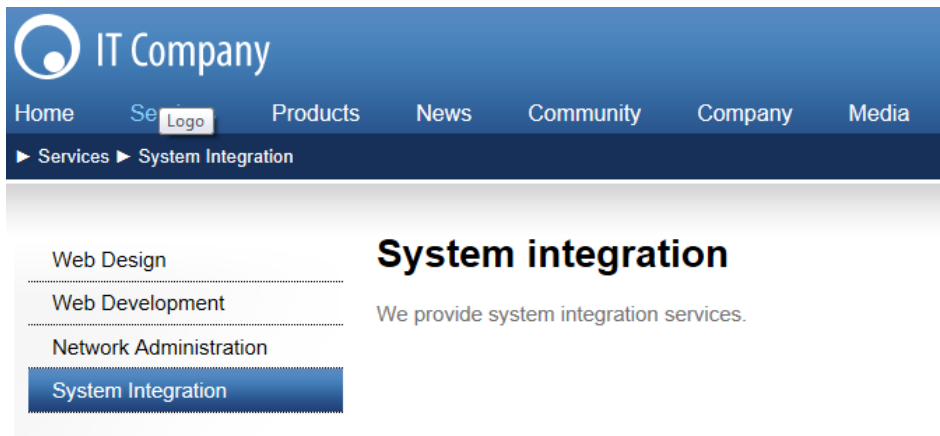 IT Company
Home Se Logo Products News Community Company Media
► Services ► System Integration
System integration
We provide system integration services.
Web Design
Web Development
Network Administration
System Integration